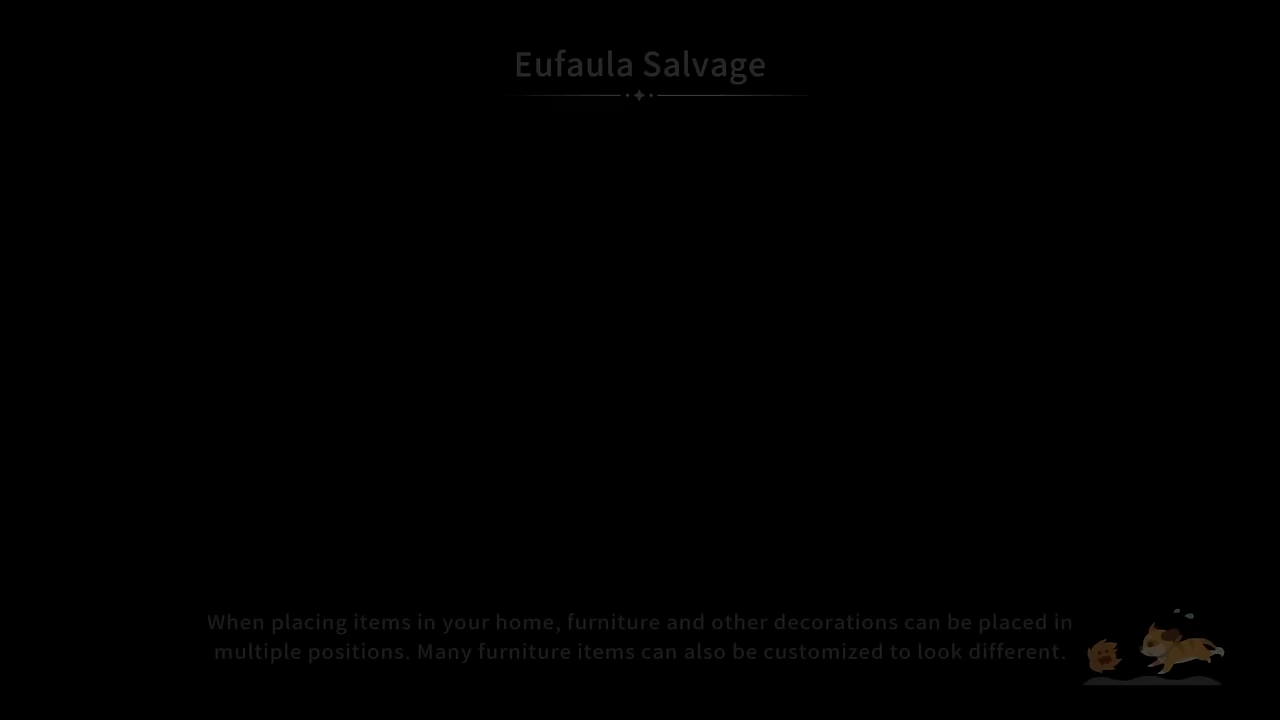 Eufaula Salvage
When placing items in your home, furniture and other decorations can be placed in
multiple positions. Many furniture items can also be customized to look different.